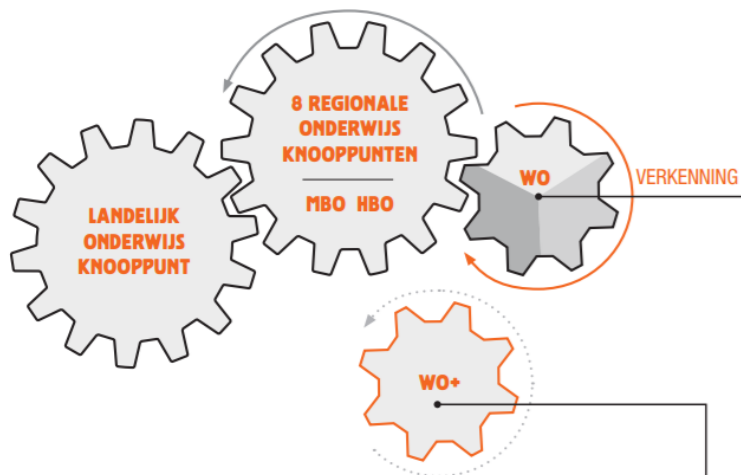 8 REGIONALE
ONDERWIJS
KNOOPPUNTEN
MBO HBO
WO
VERKENNING
LANDELIJK
ONDERWIJS
KNOOPPUNT
WO+